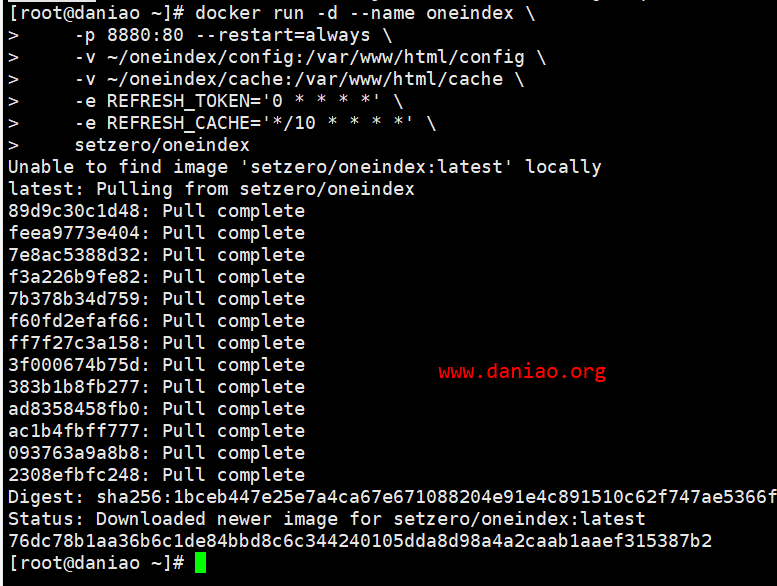 [root@daniao ~]# docker run -d --name oneindex \
>     -p 8880:80 --restart=always \
>     -v ~/oneindex/config:/var/www/html/config \
>     -v ~/oneindex/cache:/var/www/html/cache \
>     -e REFRESH_TOKEN='0 * * * *' \
>     -e REFRESH_CACHE='*/10 * * * *' \
>     setzero/oneindex
Unable to find image 'setzero/oneindex:latest' locally
latest: Pulling from setzero/oneindex
89d9c30c1d48: Pull complete
feea9773e404: Pull complete
7e8ac5388d32: Pull complete
f3a226b9fe82: Pull complete
7b378b34d759: Pull complete
f60fd2efaf66: Pull complete
ff7f27c3a158: Pull complete
3f000674b75d: Pull complete
www.daniao.org
383b1b8fb277: Pull complete
ad8358458fb0: Pull complete
ac1b4fbff777: Pull complete
093763a9a8b8: Pull complete
2308efbfc248: Pull complete
Digest: sha256:1bceb447e25e7a4ca67e671088204e91e4c891510c62f747ae5366f
Status: Downloaded newer image for setzero/oneindex:latest
76dc78b1aa36b6c1de84bbd8c6c344240105dda8d98a4a2caab1aaef315387b2
[root@daniao ~]#